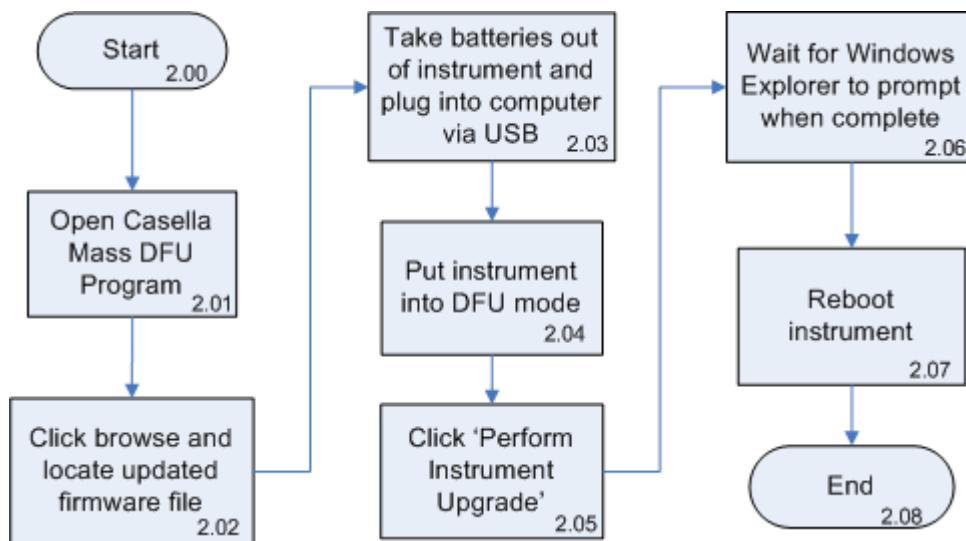 Start
2.00
Open Casella
Mass DFU
Program
2.01
Click browse and
locate updated
firmware file
2.02
Take batteries out
of instrument and
plug into computer
via USB
2.03
Put instrument
into DFU mode
2.04
Click ‘Perform
Instrument
Upgrade’
2.05
Wait for Windows
Explorer to prompt
when complete
2.06
Reboot
instrument
2.07
End
2.08